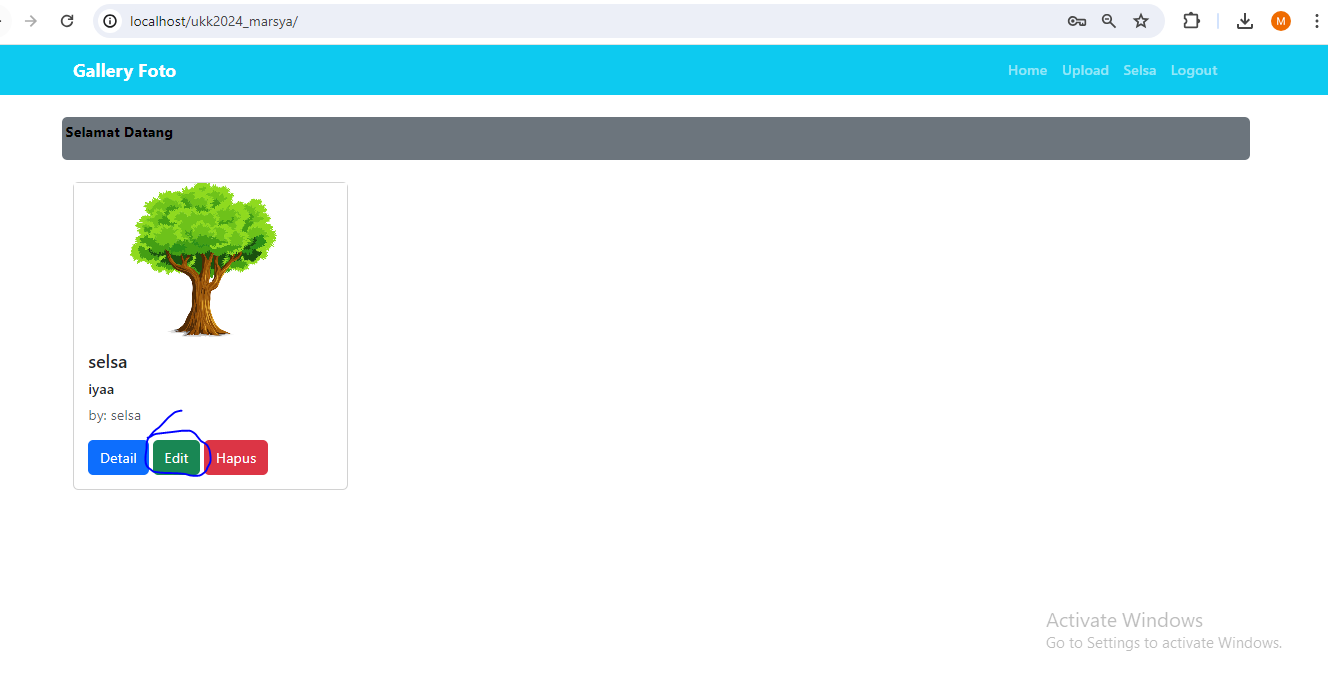 localhost/ukk2024_marsya/
M
Gallery Foto
Home Upload Selsa Logout
Selamat Datang
selsa
iyaa
by: selsa
Detail Edit Hapus
Activate Windows
Go to Settings to activate Windows.